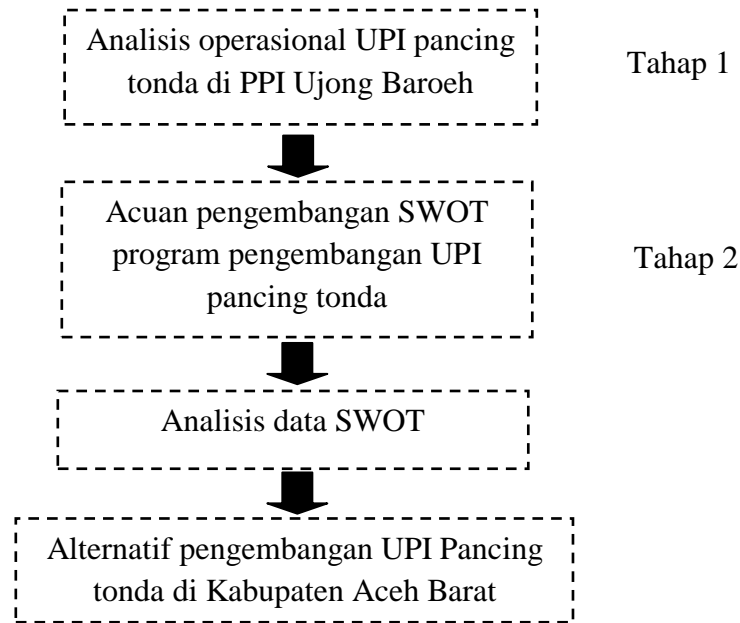 Analisis operasional UPI pancing
tonda di PPI Ujong Baroeh
Tahap 1
Acuan pengembangan SWOT
program pengembangan UPI
pancing tonda
Tahap 2
Analisis data SWOT
Alternatif pengembangan UPI Pancing
tonda di Kabupaten Aceh Barat